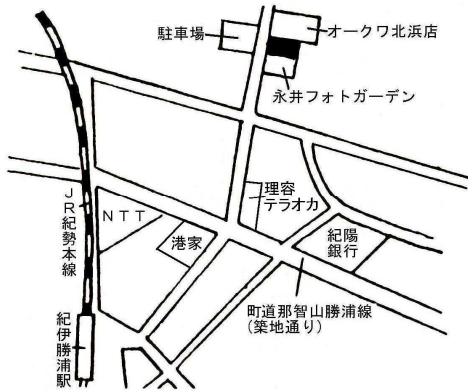 駐車場
オークワ北浜店
永井フォトガーデン
理容
テラオカ
JR紀勢本線
NTT
港家
紀陽
銀行
町道那智山勝浦線
(築地通り)
紀伊勝浦駅